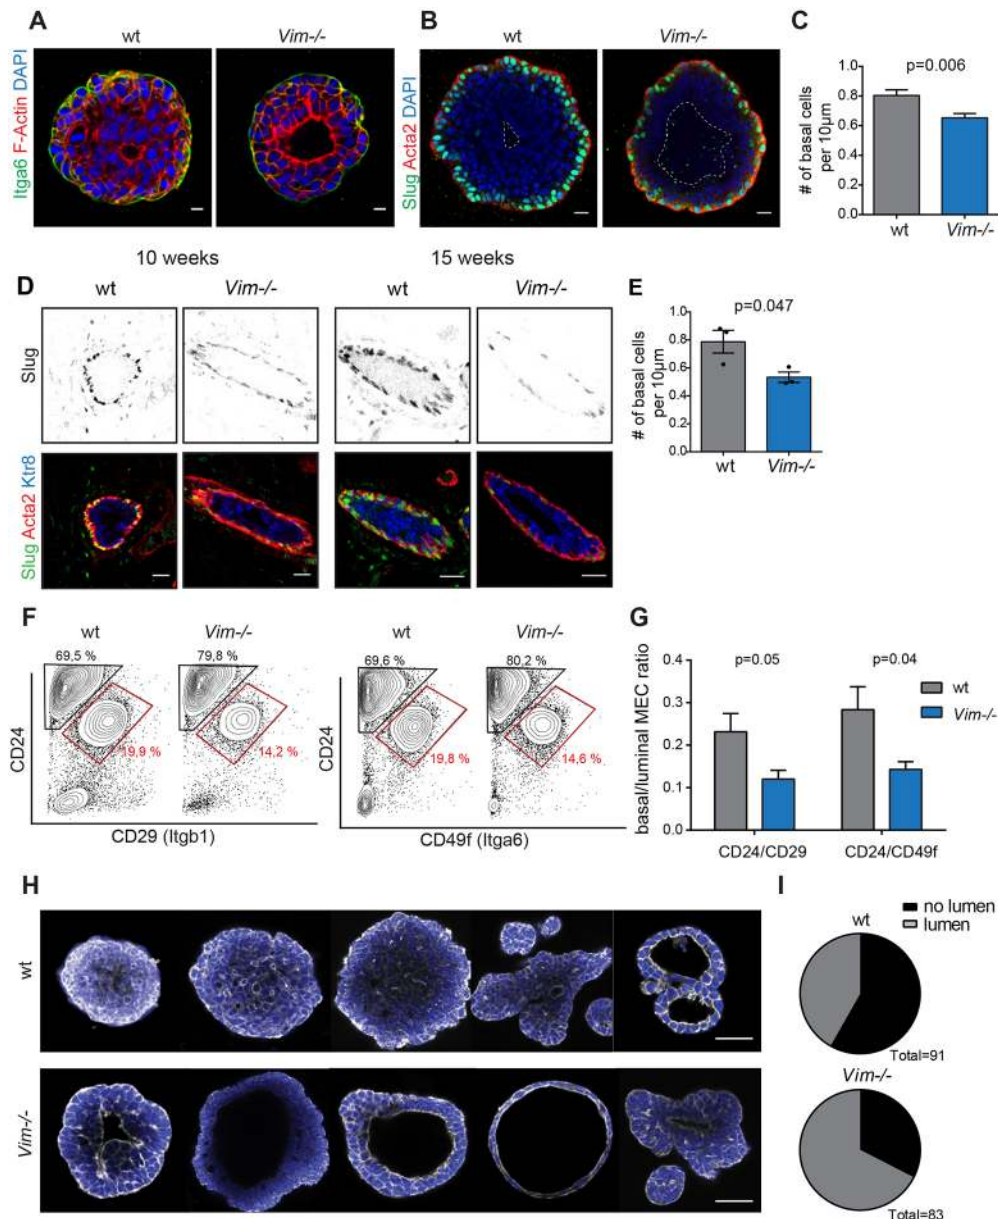 A
wt
Vim-/-
Itga6 F-Actin DAPI
B
wt
Vim-/-
Slug Acta2 DAPI
C
p=0.006
# of basal cells
per 10µm
1.0
0.8
0.6
0.4
0.2
0.0
wt
Vim-/-
10 weeks
15 weeks
D
wt
Vim-/-
wt
Vim-/-
Slug
Slug Acta2 Ktr8
E
p=0.047
# of basal cells
per 10µm
1.0
0.8
0.6
0.4
0.2
0.0
wt
Vim-/-
F
wt
Vim-/-
69,5 %
79,8 %
19,9 %
14,2 %
CD24
CD29 (Itgb1)
wt
Vim-/-
69,6 %
80,2 %
19,8 %
14,6 %
CD24
CD49f (Itga6)
G
p=0.05
p=0.04
wt
Vim-/-
basal/luminal MEC ratio
0.4
0.3
0.2
0.1
0.0
CD24/CD29
CD24/CD49f
H
wt
Vim-/-
I
no lumen
lumen
wt
Total=91
Vim-/-
Total=83